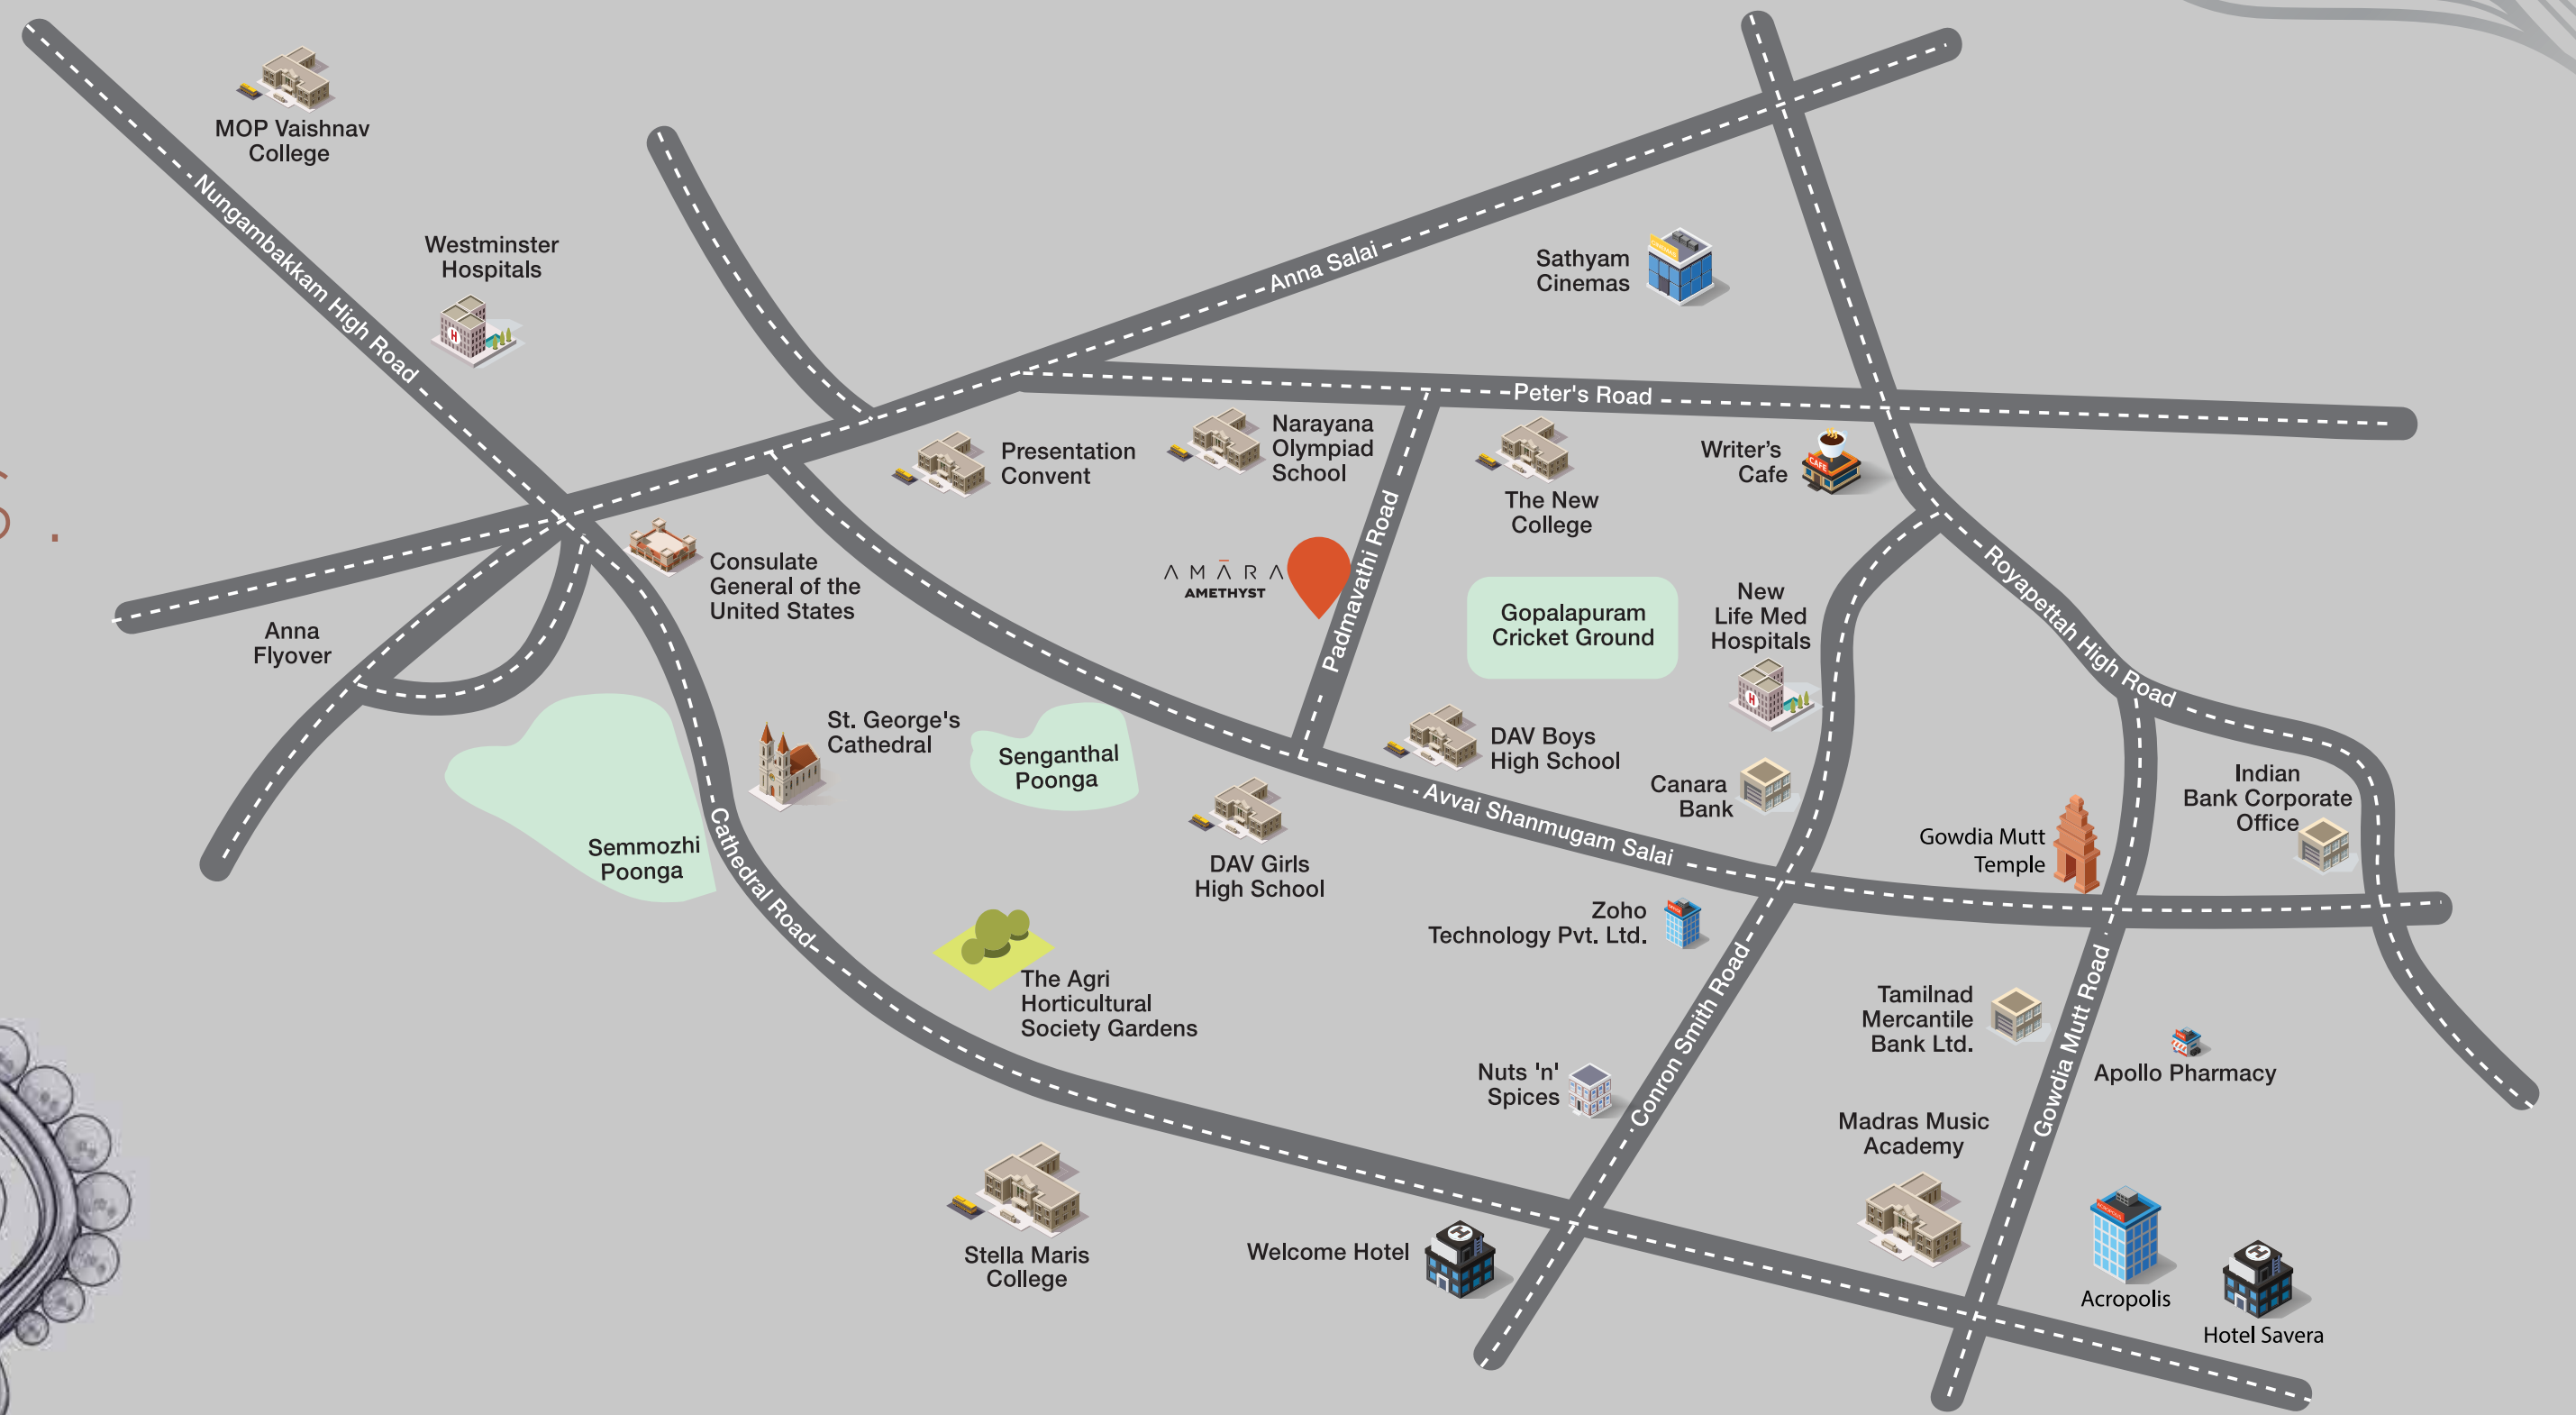 MOP Vaishnav
College
Nungambakkam High Road
Westminster
Hospitals
Anna Salai
Sathyam
Cinemas
Peter's Road
Presentation
Convent
Narayana
Olympiad
School
The New
College
Writer's
Cafe
CAFE
Consulate
General of the
United States
AMĀRA
AMETHYST
Padmavathi Road
Gopalapuram
Cricket Ground
New
Life Med
Hospitals
Royapettah High Road
Anna
Flyover
St. George's
Cathedral
Senganthal
Poonga
DAV Boys
High School
Canara
Bank
Avvai Shanmugam Salai
Indian
Bank Corporate
Office
Gowdia Mutt
Temple
Semmozhi
Poonga
Cathedral Road
DAV Girls
High School
Zoho
Technology Pvt. Ltd.
The Agri
Horticultural
Society Gardens
Conron Smith Road
Tamilnad
Mercantile
Bank Ltd.
Gowdia Mutt Road
Apollo Pharmacy
Nuts 'n'
Spices
Madras Music
Academy
Stella Maris
College
Welcome Hotel
Acropolis
Hotel Savera